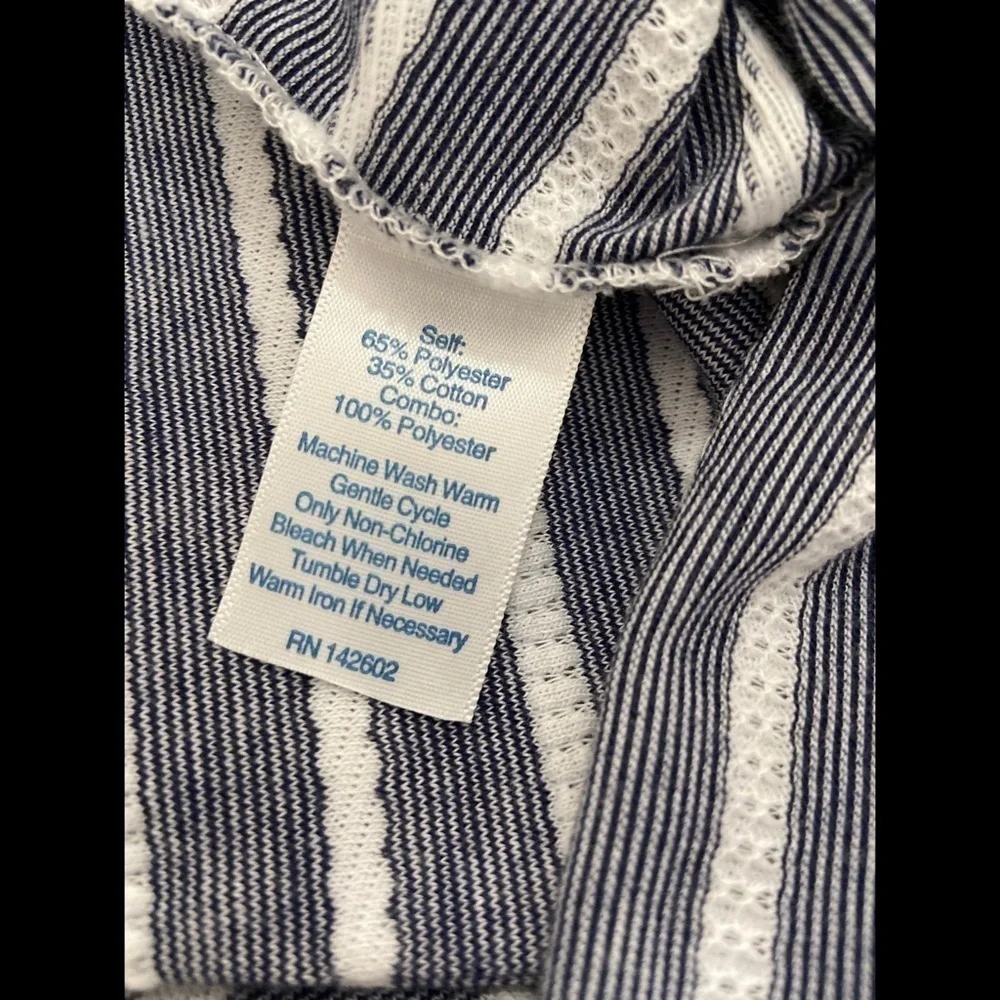 Self:
65% Polyester
35% Cotton
Combo:
100% Polyester
Machine Wash Warm
Gentle Cycle
Only Non-Chlorine
Bleach When Needed
Tumble Dry Low
Warm Iron If Necessary
RN 142602